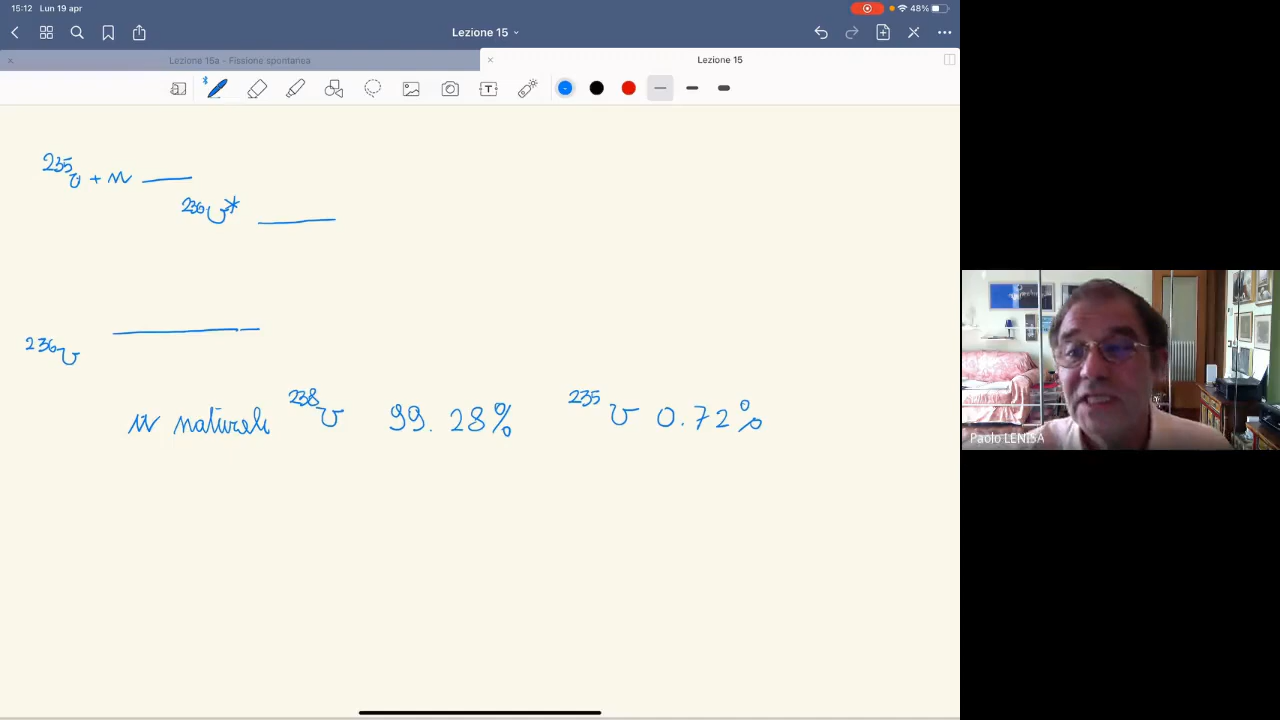 15:12 Lun 19 apr
48%
Lezione 15
Lezione 15a - Fissione spontanea
Lezione 15
T
²³⁵U + n
²³⁶U*
²³⁶U
naturale ²³⁸U 99.28% ²³⁵U 0.72%
Paolo LENISA